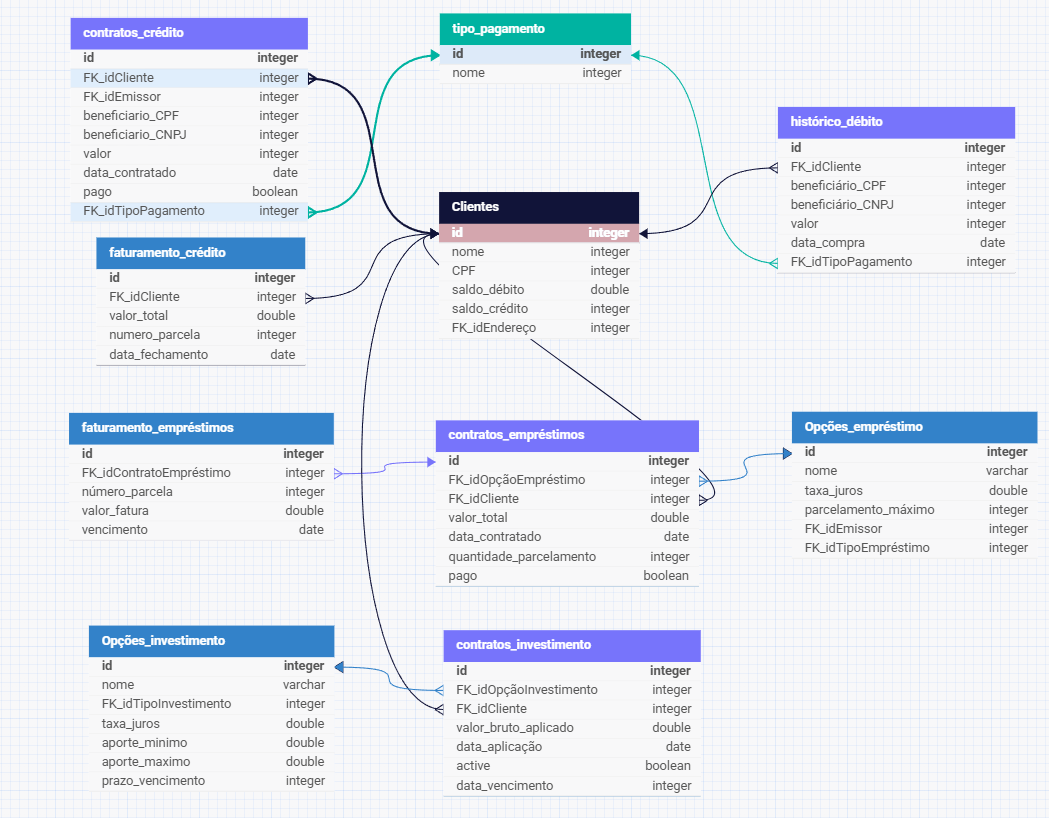 contratos_crédito
id integer
FK_idCliente integer
FK_idEmissor integer
beneficiario_CPF integer
beneficiario_CNPJ integer
valor integer
data_contratado date
pago boolean
FK_idTipoPagamento integer
tipo_pagamento
id integer
nome integer
histórico_débito
id integer
FK_idCliente integer
beneficiário_CPF integer
beneficiário_CNPJ integer
valor integer
data_compra date
FK_idTipoPagamento integer
Clientes
id integer
nome integer
CPF integer
saldo_débito double
saldo_crédito integer
FK_idEndereço integer
faturamento_crédito
id integer
FK_idCliente integer
valor_total double
numero_parcela integer
data_fechamento date
faturamento_empréstimos
id integer
FK_idContratoEmpréstimo integer
número_parcela integer
valor_fatura double
vencimento date
contratos_empréstimos
id integer
FK_idOpçãoEmpréstimo integer
FK_idCliente integer
valor_total double
data_contratado date
quantidade_parcelamento integer
pago boolean
Opções_empréstimo
id integer
nome varchar
taxa_juros double
parcelamento_máximo integer
FK_idEmissor integer
FK_idTipoEmpréstimo integer
Opções_investimento
id integer
nome varchar
FK_idTipoInvestimento integer
taxa_juros double
aporte_minimo double
aporte_maximo double
prazo_vencimento integer
contratos_investimento
id integer
FK_idOpçãoInvestimento integer
FK_idCliente integer
valor_bruto_aplicado double
data_aplicação date
active boolean
data_vencimento integer